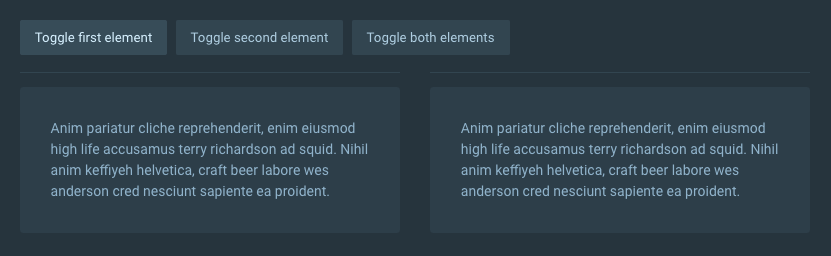 Toggle first element
Toggle second element
Toggle both elements
Anim pariatur cliche reprehenderit, enim eiusmod
high life accusamus terry richardson ad squid. Nihil
anim keffiyeh helvetica, craft beer labore wes
anderson cred nesciunt sapiente ea proident.
Anim pariatur cliche reprehenderit, enim eiusmod
high life accusamus terry richardson ad squid. Nihil
anim keffiyeh helvetica, craft beer labore wes
anderson cred nesciunt sapiente ea proident.